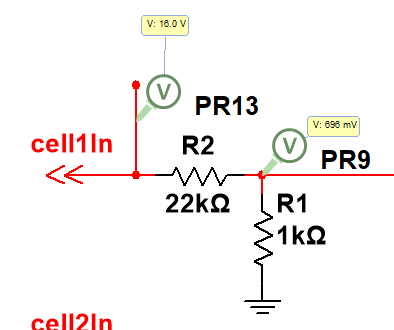 V: 16.0 V
V
PR13
V: 696 mV
V
cell1In
R2
PR9
22kΩ
R1
1kΩ
cell2In